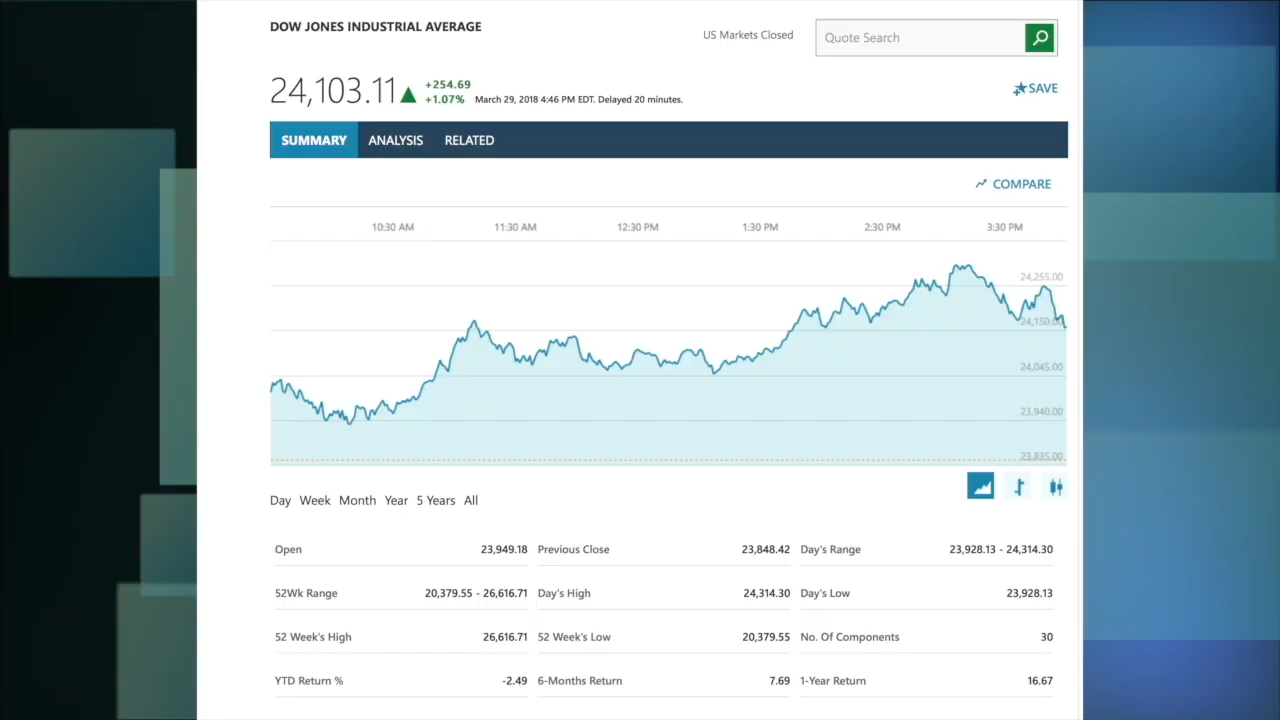 DOW JONES INDUSTRIAL AVERAGE
US Markets Closed
Quote Search
24,103.11
+254.69
+1.07%
March 29, 2018 4:46 PM EDT. Delayed 20 minutes.
SAVE
SUMMARY ANALYSIS RELATED
COMPARE
10:30 AM 11:30 AM 12:30 PM 1:30 PM 2:30 PM 3:30 PM
24,255.00
24,150.00
24,045.00
23,940.00
23,835.00
Day Week Month Year 5 Years All
Open 23,949.18 Previous Close 23,848.42 Day's Range 23,928.13 - 24,314.30
52Wk Range 20,379.55 - 26,616.71 Day's High 24,314.30 Day's Low 23,928.13
52 Week's High 26,616.71 52 Week's Low 20,379.55 No. Of Components 30
YTD Return % -2.49 6-Months Return 7.69 1-Year Return 16.67